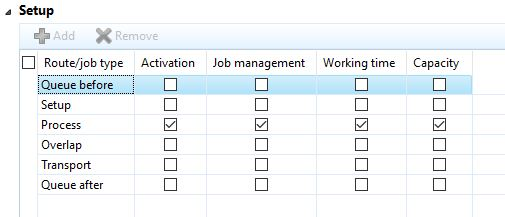 Setup
Add Remove
Route/job type Activation Job management Working time Capacity
Queue before
Setup
Process
Overlap
Transport
Queue after